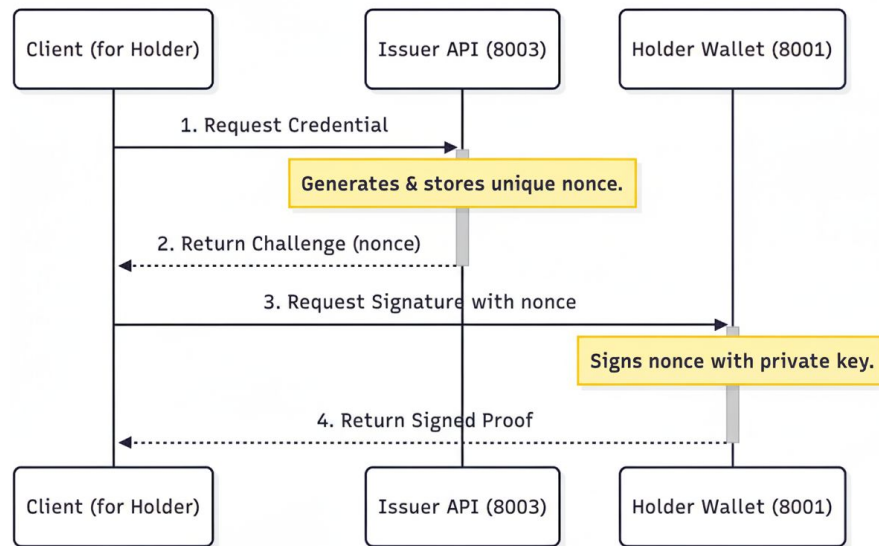 Client (for Holder)
Issuer API (8003)
Holder Wallet (8001)
1. Request Credential
Generates & stores unique nonce.
2. Return Challenge (nonce)
3. Request Signature with nonce
Signs nonce with private key.
4. Return Signed Proof
Client (for Holder)
Issuer API (8003)
Holder Wallet (8001)